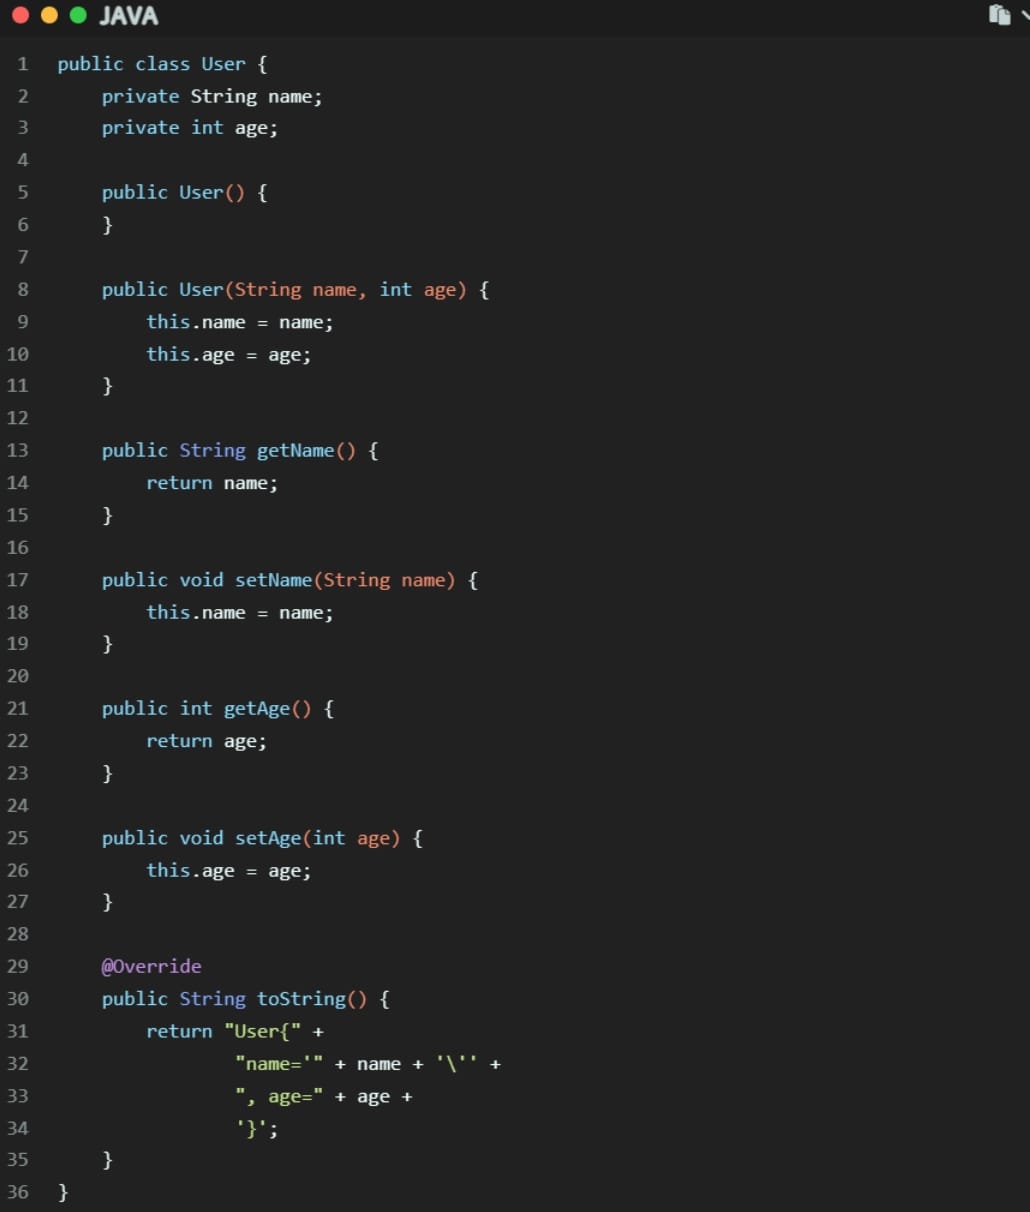 JAVA
1 public class User {
2     private String name;
3     private int age;
4
5     public User() {
6     }
7
8     public User(String name, int age) {
9         this.name = name;
10         this.age = age;
11     }
12
13     public String getName() {
14         return name;
15     }
16
17     public void setName(String name) {
18         this.name = name;
19     }
20
21     public int getAge() {
22         return age;
23     }
24
25     public void setAge(int age) {
26         this.age = age;
27     }
28
29     @Override
30     public String toString() {
31         return "User{" +
32                 "name='" + name + '\'' +
33                 ", age=" + age +
34                 '}';
35     }
36 }